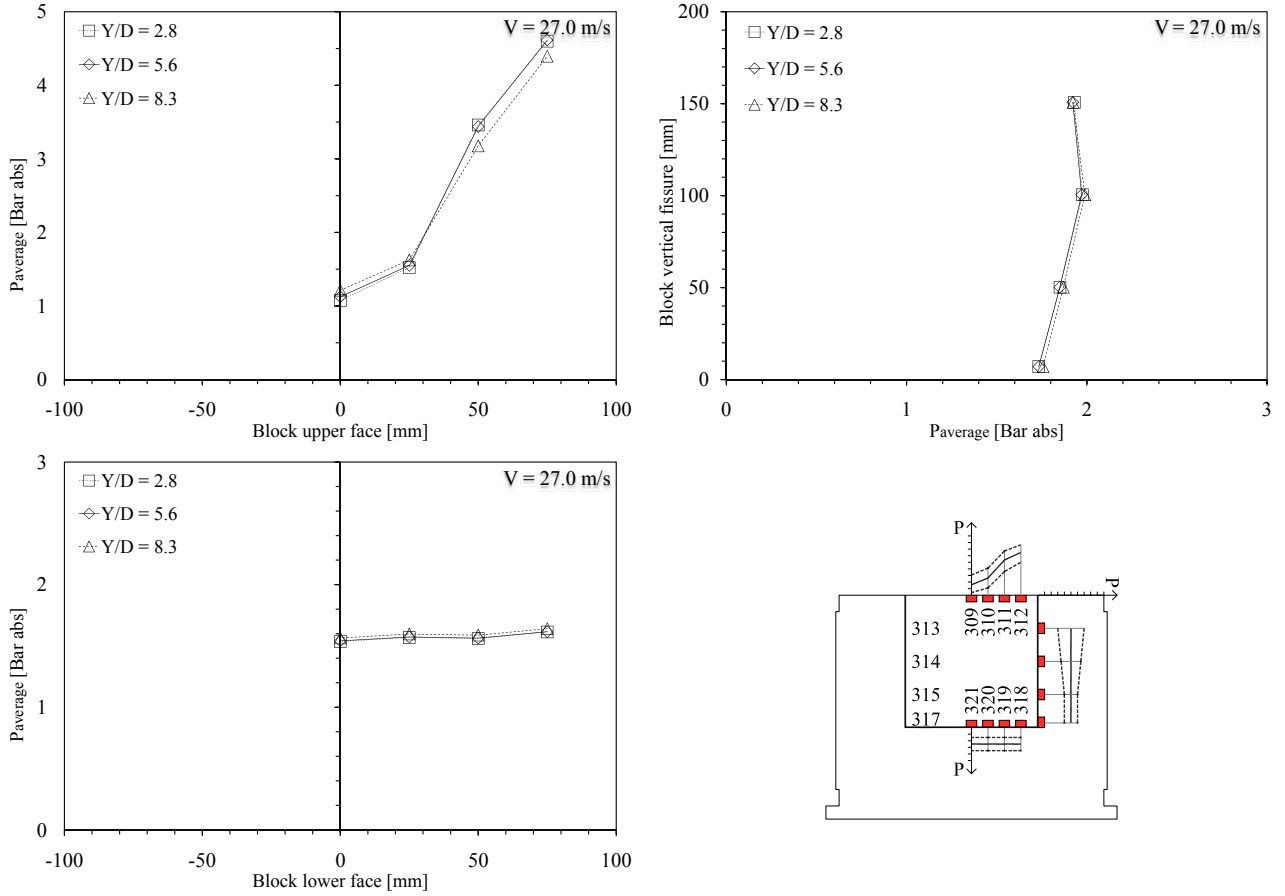 5
4
3
2
1
0
-100
-50
0
50
100
Paverage [Bar abs]
Block upper face [mm]
Y/D = 2.8
Y/D = 5.6
Y/D = 8.3
V = 27.0 m/s
200
150
100
50
0
0
1
2
3
Block vertical fissure [mm]
Paverage [Bar abs]
Y/D = 2.8
Y/D = 5.6
Y/D = 8.3
V = 27.0 m/s
3
2
1
0
-100
-50
0
50
100
Paverage [Bar abs]
Block lower face [mm]
Y/D = 2.8
Y/D = 5.6
Y/D = 8.3
V = 27.0 m/s
P
P
309
310
311
312
313
314
315
317
321
320
319
318
P